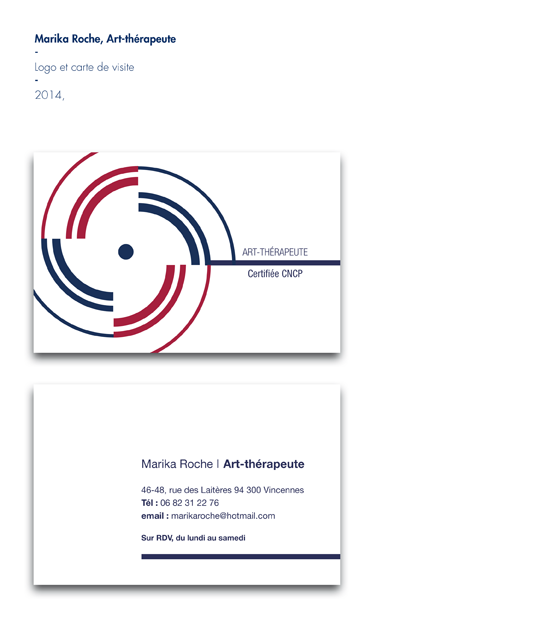 Marika Roche, Art-thérapeute
-
Logo et carte de visite
-
2014,
ART-THÉRAPEUTE
Certifiée CNCP
Marika Roche | Art-thérapeute
46-48, rue des Laitères 94 300 Vincennes
Tél : 06 82 31 22 76
email : marikaroche@hotmail.com
Sur RDV, du lundi au samedi